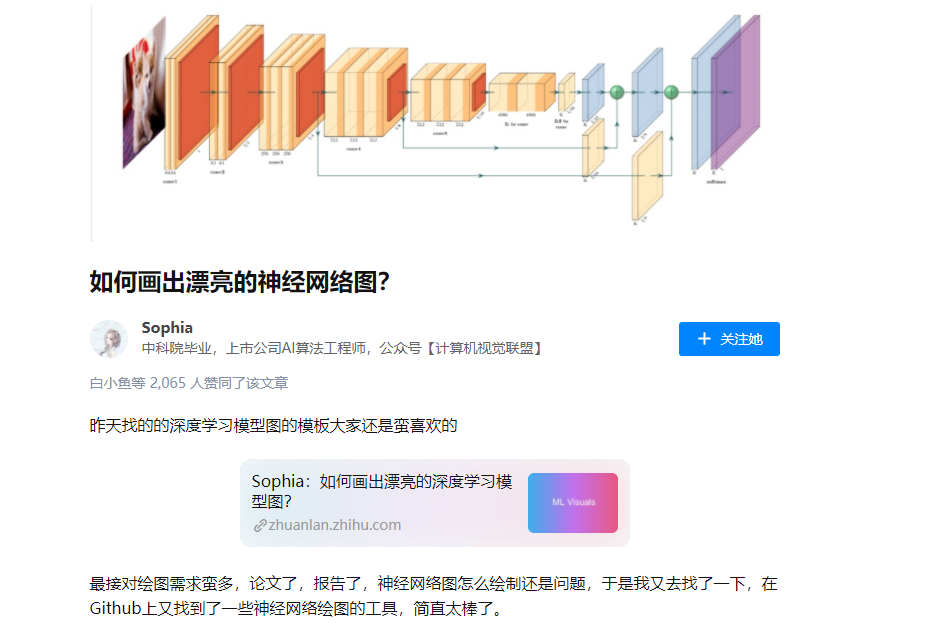 conv1
conv2
conv3
conv4
conv5
softmax
如何画出漂亮的神经网络图？
Sophia
中科院毕业，上市公司AI算法工程师，公众号【计算机视觉联盟】
关注她
白小鱼等 2,065 人赞同了该文章
昨天找的的深度学习模型图的模板大家还是蛮喜欢的
Sophia：如何画出漂亮的深度学习模
型图？
ML Visuals
zhuanlan.zhihu.com
最接对绘图需求蛮多，论文了，报告了，神经网络图怎么绘制还是问题，于是我又去找了一下，在
Github上又找到了一些神经网络绘图的工具，简直太棒了。